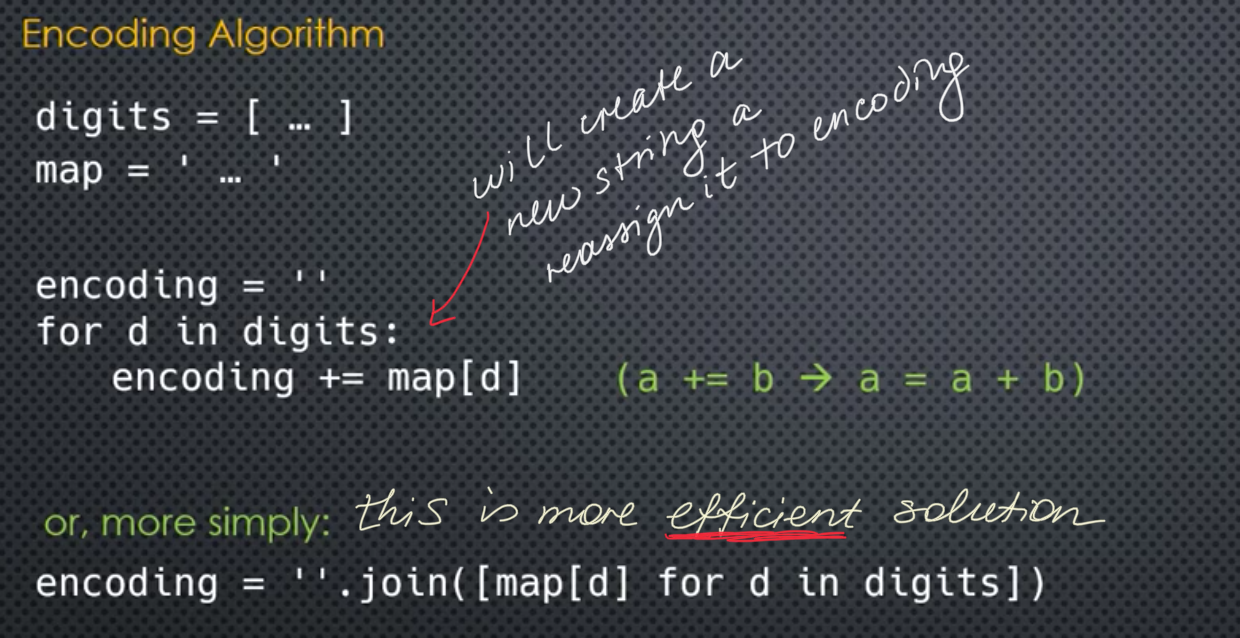 Encoding Algorithm
digits = [ … ]
map = ' … '
will create a
new string a
reassign it to encoding
encoding = ''
for d in digits:
    encoding += map[d] (a += b → a = a + b)
or, more simply: this is more efficient solution
encoding = ''.join([map[d] for d in digits])